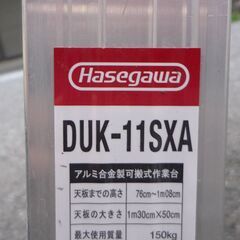 Hasegawa
DUK-11SXA
アルミ合金製可搬式作業台
天板までの高さ 76cm~1m08cm
天板の大きさ 1m30cm×50cm
最大使用質量 150kg